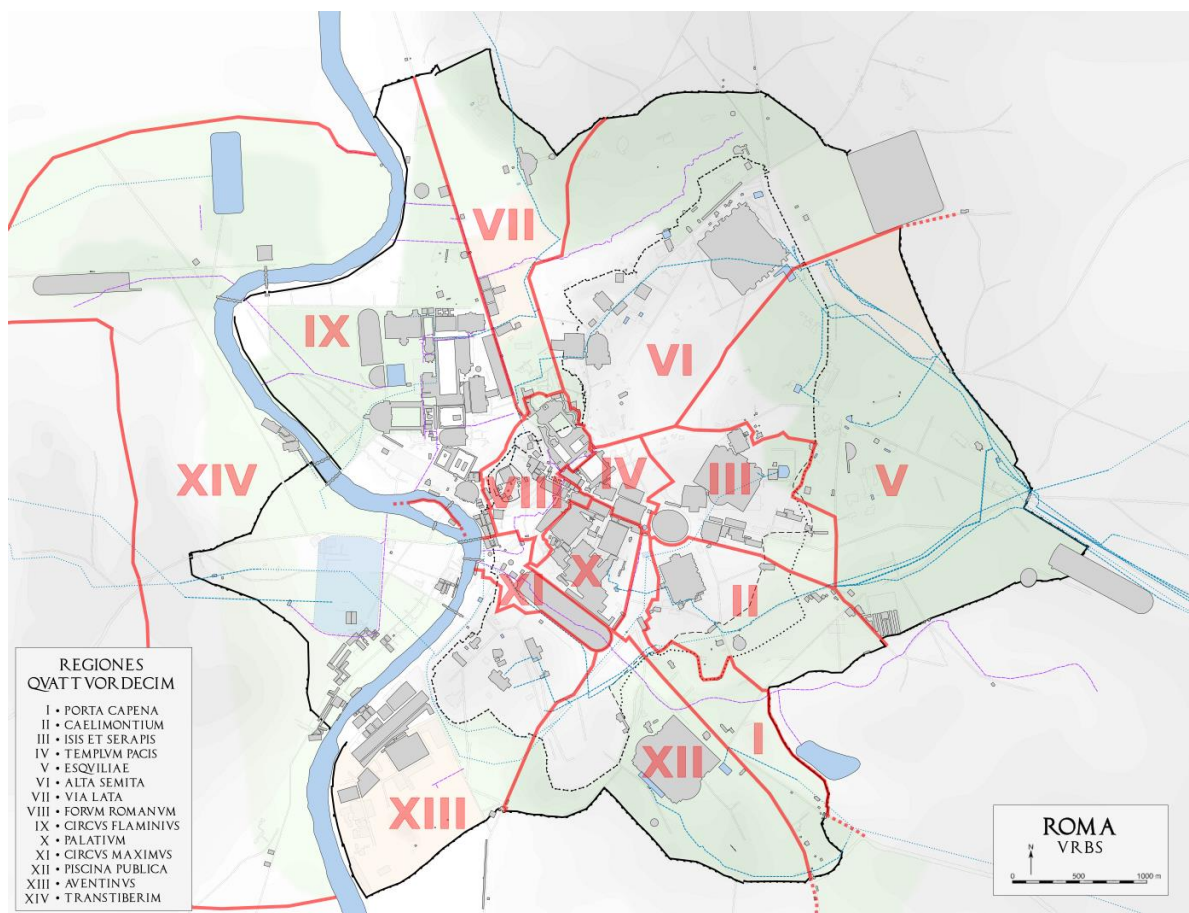 VII
IX
VI
XIV
VIII
IV
III
V
X
XI
II
I
XII
XIII
REGIONES
QVATTVORDECIM
I • PORTA CAPENA
II • CAELIMONTIUM
III • ISIS ET SERAPIS
IV • TEMPLVM PACIS
V • ESQVILIAE
VI • ALTA SEMITA
VII • VIA LATA
VIII • FORVM ROMANVM
IX • CIRCVS FLAMINIVS
X • PALATIVM
XI • CIRCVS MAXIMVS
XII • PISCINA PUBLICA
XIII • AVENTINVS
XIV • TRANSTIBERIM
ROMA
VRBS
N
0 500 1000 m